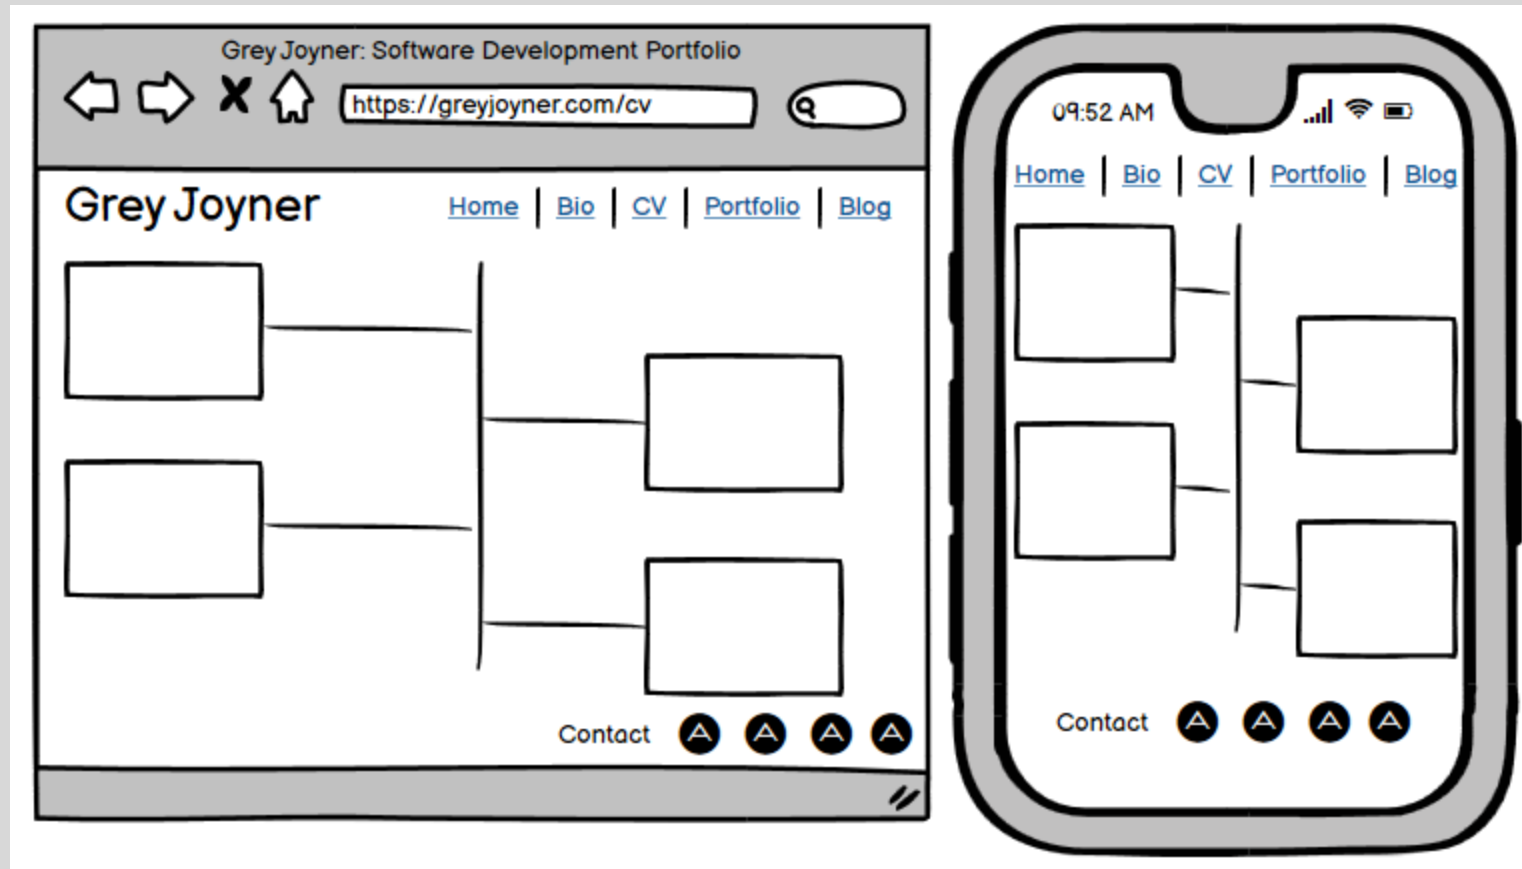 Grey Joyner: Software Development Portfolio
https://greyjoyner.com/cv
Grey Joyner
Home | Bio | CV | Portfolio | Blog
Contact
09:52 AM
Home | Bio | CV | Portfolio | Blog
Contact